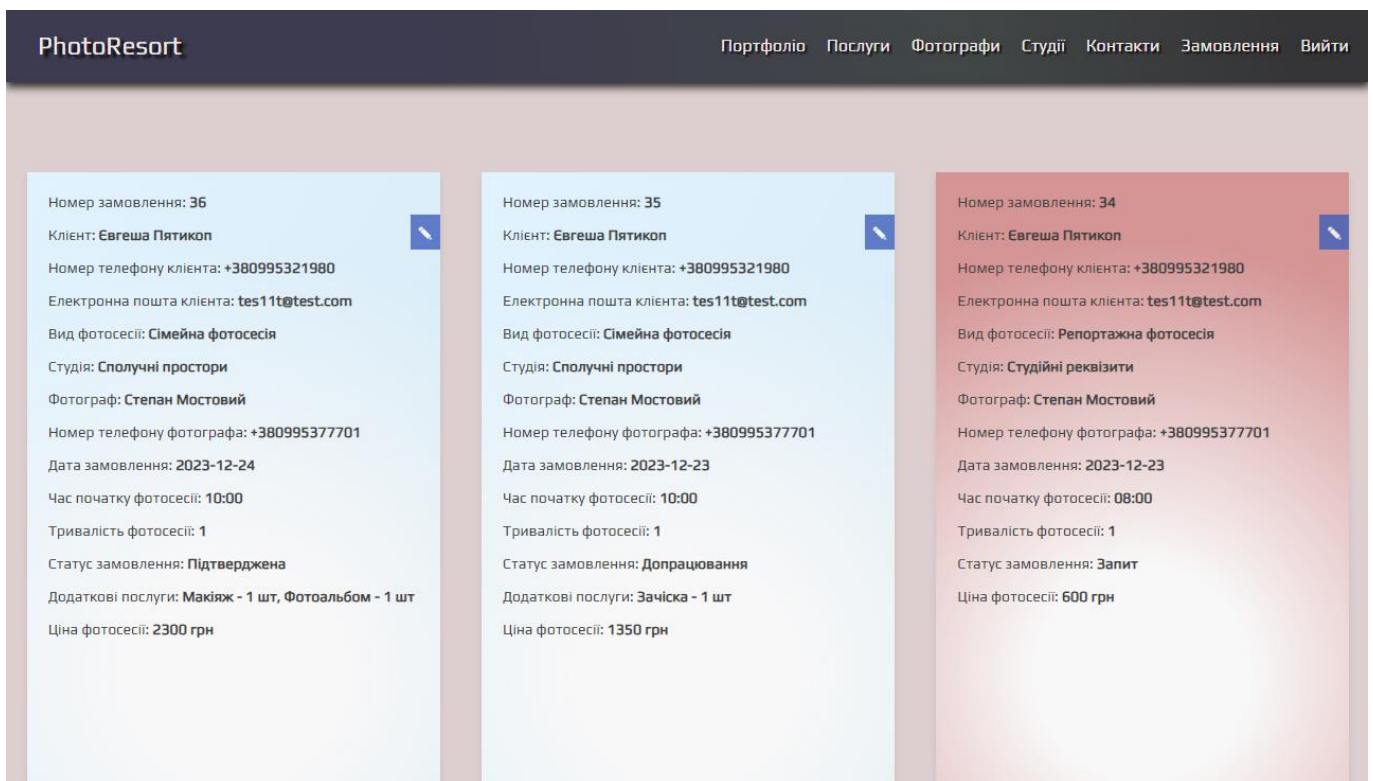 PhotoResort
Портфоліо Послуги Фотографи Студії Контакти Замовлення Вийти
Номер замовлення: 36
Клієнт: Євгеша Пятикоп
Номер телефону клієнта: +380995321980
Електронна пошта клієнта: tes11t@test.com
Вид фотосесії: Сімейна фотосесія
Студія: Сполучні простори
Фотограф: Степан Мостовий
Номер телефону фотографа: +380995377701
Дата замовлення: 2023-12-24
Час початку фотосесії: 10:00
Тривалість фотосесії: 1
Статус замовлення: Підтверджена
Додаткові послуги: Макіяж - 1 шт, Фотоальбом - 1 шт
Ціна фотосесії: 2300 грн
Номер замовлення: 35
Клієнт: Євгеша Пятикоп
Номер телефону клієнта: +380995321980
Електронна пошта клієнта: tes11t@test.com
Вид фотосесії: Сімейна фотосесія
Студія: Сполучні простори
Фотограф: Степан Мостовий
Номер телефону фотографа: +380995377701
Дата замовлення: 2023-12-23
Час початку фотосесії: 10:00
Тривалість фотосесії: 1
Статус замовлення: Допрацювання
Додаткові послуги: Зачіска - 1 шт
Ціна фотосесії: 1350 грн
Номер замовлення: 34
Клієнт: Євгеша Пятикоп
Номер телефону клієнта: +380995321980
Електронна пошта клієнта: tes11t@test.com
Вид фотосесії: Репортажна фотосесія
Студія: Студійні реквізити
Фотограф: Степан Мостовий
Номер телефону фотографа: +380995377701
Дата замовлення: 2023-12-23
Час початку фотосесії: 08:00
Тривалість фотосесії: 1
Статус замовлення: Запит
Ціна фотосесії: 600 грн